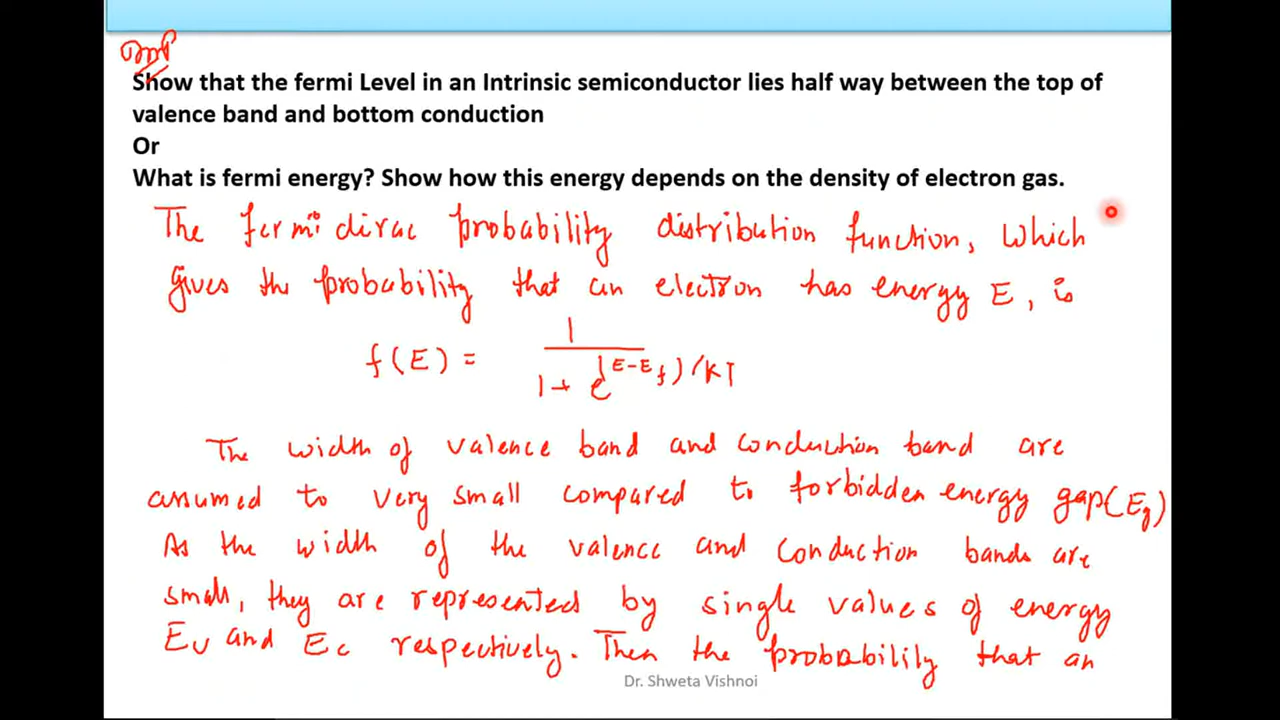 Imp
Show that the fermi Level in an Intrinsic semiconductor lies half way between the top of
valence band and bottom conduction
Or
What is fermi energy? Show how this energy depends on the density of electron gas.
The fermi dirac probability distribution function, which
gives the probability that an electron has energy E, is
f(E) = 1 / 1 + e^(E-Ef)/KT
The width of valence band and conduction band are
assumed to very small compared to forbidden energy gap(Eg)
As the width of the valence and conduction bands are
small, they are represented by single values of energy
Ev and Ec respectively. Then the probability that an
Dr. Shweta Vishnoi